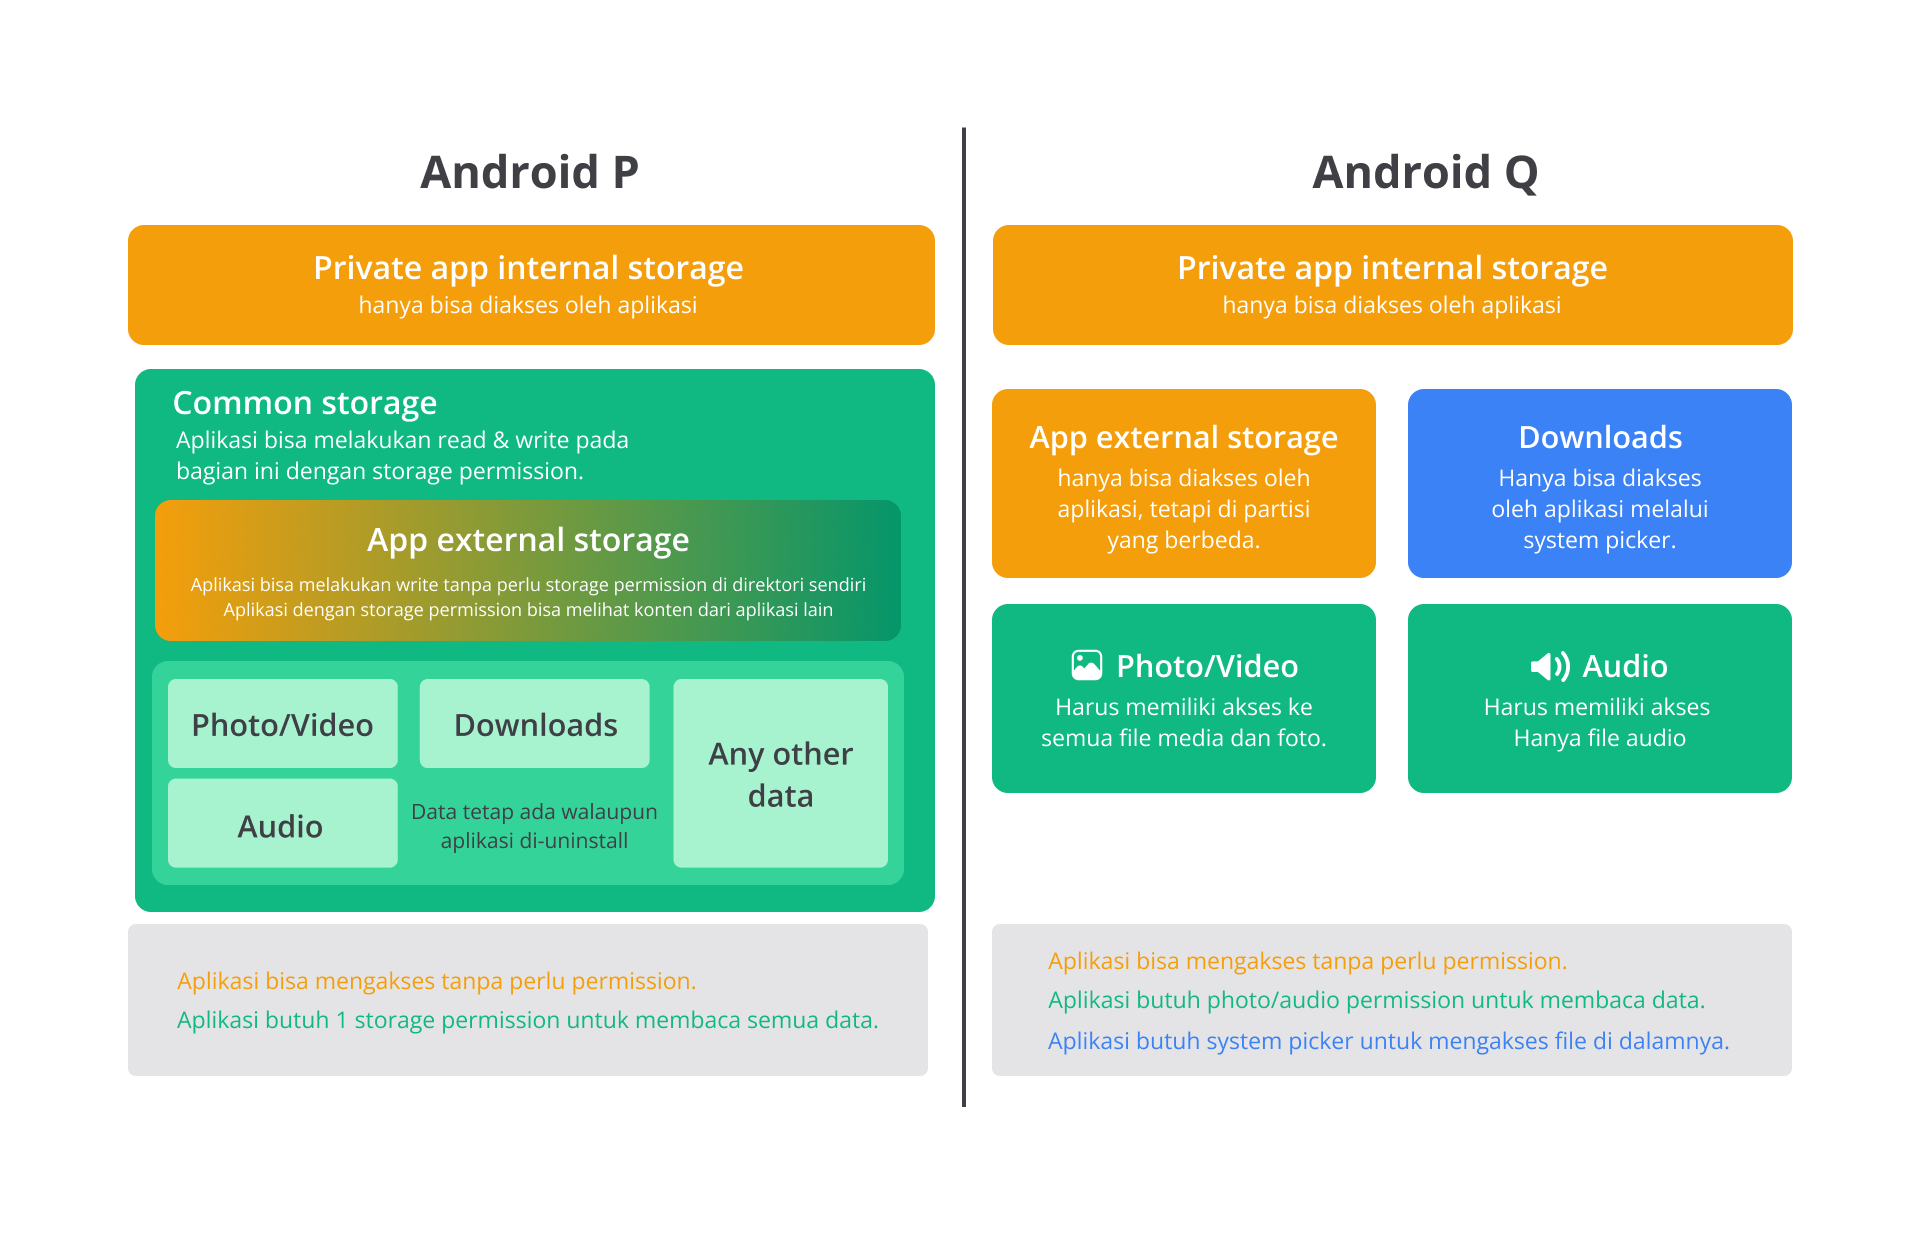 Android P
Private app internal storage
hanya bisa diakses oleh aplikasi
Common storage
Aplikasi bisa melakukan read & write pada
bagian ini dengan storage permission.
App external storage
Aplikasi bisa melakukan write tanpa perlu storage permission di direktori sendiri
Aplikasi dengan storage permission bisa melihat konten dari aplikasi lain
Photo/Video
Downloads
Any other
data
Audio
Data tetap ada walaupun
aplikasi di-uninstall
Aplikasi bisa mengakses tanpa perlu permission.
Aplikasi butuh 1 storage permission untuk membaca semua data.
Android Q
Private app internal storage
hanya bisa diakses oleh aplikasi
App external storage
hanya bisa diakses oleh
aplikasi, tetapi di partisi
yang berbeda.
Downloads
Hanya bisa diakses
oleh aplikasi melalui
system picker.
Photo/Video
Harus memiliki akses ke
semua file media dan foto.
Audio
Harus memiliki akses
Hanya file audio
Aplikasi bisa mengakses tanpa perlu permission.
Aplikasi butuh photo/audio permission untuk membaca data.
Aplikasi butuh system picker untuk mengakses file di dalamnya.